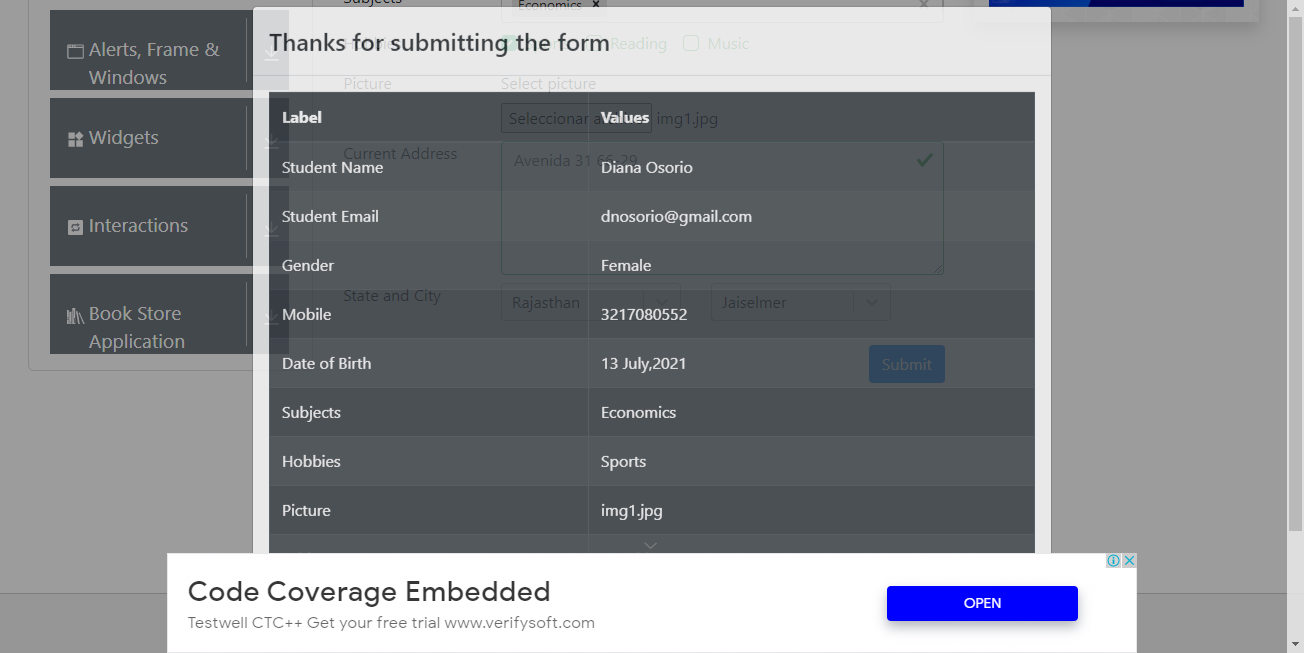 Subjects
Economics
Alerts, Frame &
Windows
Widgets
Interactions
Book Store
Application
Thanks for submitting the form
Hobbies
Reading
Music
Picture
Select picture
Seleccionar a
img1.jpg
Current Address
Avenida 31 66-29
State and City
Rajasthan
Jaiselmer
Submit
Label Values
Student Name Diana Osorio
Student Email dnosorio@gmail.com
Gender Female
Mobile 3217080552
Date of Birth 13 July,2021
Subjects Economics
Hobbies Sports
Picture img1.jpg
Code Coverage Embedded
Testwell CTC++ Get your free trial www.verifysoft.com
OPEN